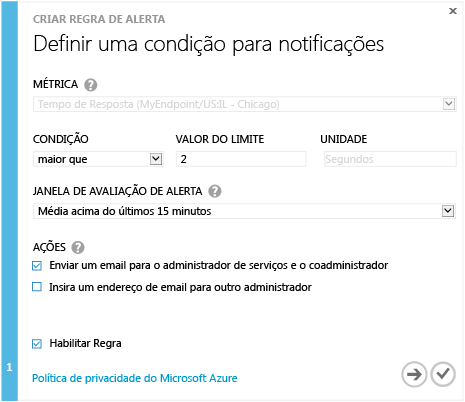 CRIAR REGRA DE ALERTA
Definir uma condição para notificações
MÉTRICA ?
Tempo de Resposta (MyEndpoint/US:IL - Chicago)
CONDIÇÃO VALOR DO LIMITE UNIDADE
maior que 2 Segundos
JANELA DE AVALIAÇÃO DE ALERTA ?
Média acima do últimos 15 minutos
AÇÕES ?
Enviar um email para o administrador de serviços e o coadministrador
Insira um endereço de email para outro administrador
Habilitar Regra
1
Política de privacidade do Microsoft Azure